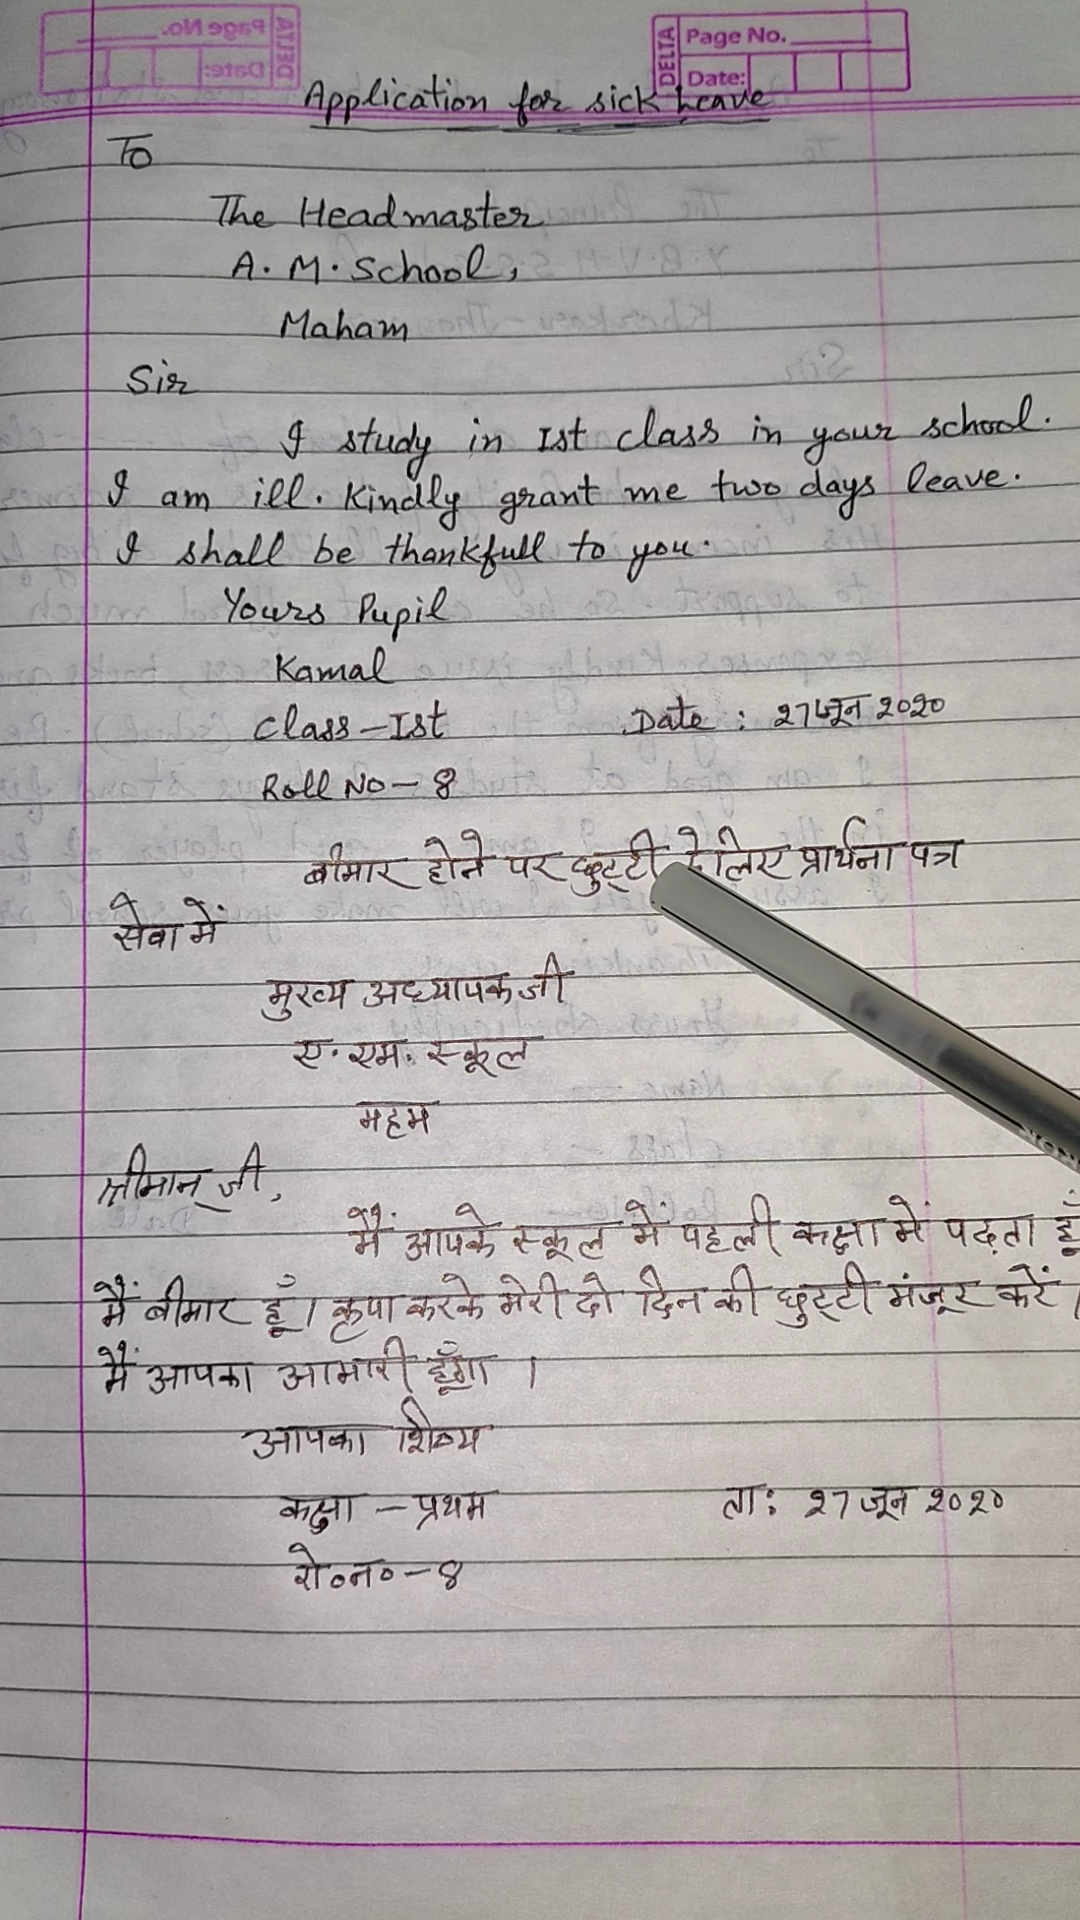 DELTA
Page No.
Date:
Application for sick Leave
To
The Headmaster
A. M. School,
Maham
Sir
I study in Ist class in your school.
I am ill. Kindly grant me two days leave.
I shall be thankfull to you.
Yours Pupil
Kamal
Class - Ist Date : 27 जून 2020
Roll No - 8
बीमार होने पर छुट्टी लिए प्रार्थना पत्र
सेवा में
मुख्य अध्यापक जी
ए. एम. स्कूल
महम
श्रीमान् जी,
मैं आपके स्कूल में पहली कक्षा में पढ़ता हूँ
मैं बीमार हूँ। कृपा करके मेरी दो दिन की छुट्टी मंजूर करें।
मैं आपका आभारी हूँगा ।
आपका शिष्य
कक्षा - प्रथम ता: 27 जून 2020
रो०न० - 8